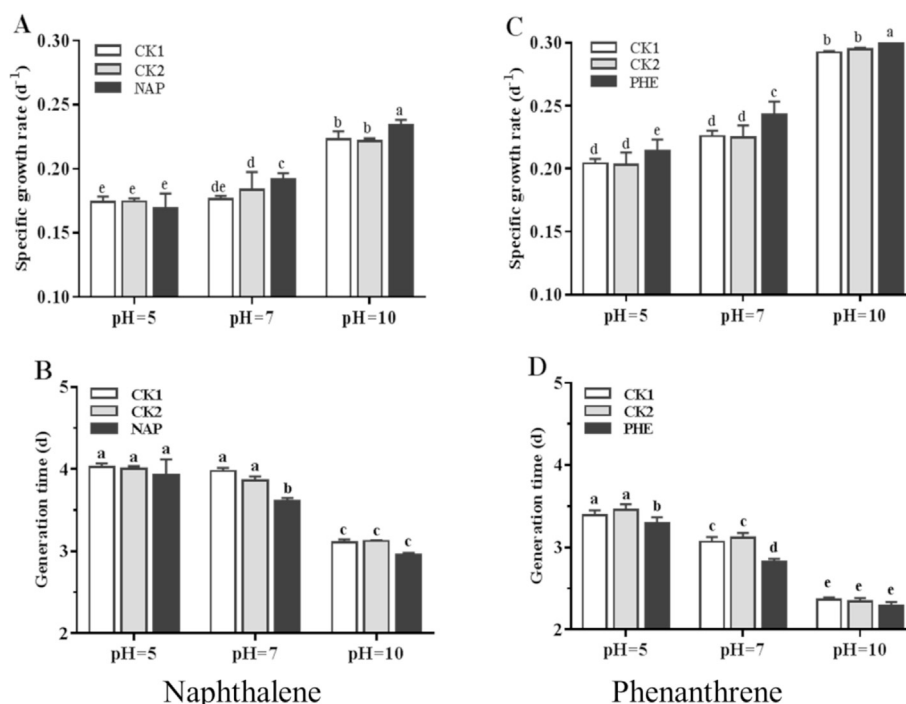 A
Specific growth rate (d⁻¹)
0.30
0.25
0.20
0.15
0.10
CK1
CK2
NAP
e e e
de d c
b b a
pH=5 pH=7 pH=10
C
Specific growth rate (d⁻¹)
0.30
0.25
0.20
0.15
0.10
CK1
CK2
PHE
d d e
d d c
b b a
pH=5 pH=7 pH=10
B
Generation time (d)
5
4
3
2
CK1
CK2
NAP
a a a
a a b
c c c
pH=5 pH=7 pH=10
D
Generation time (d)
5
3
2
CK1
CK2
PHE
a a b
c c d
e e e
pH=5 pH=7 pH=10
Naphthalene
Phenanthrene